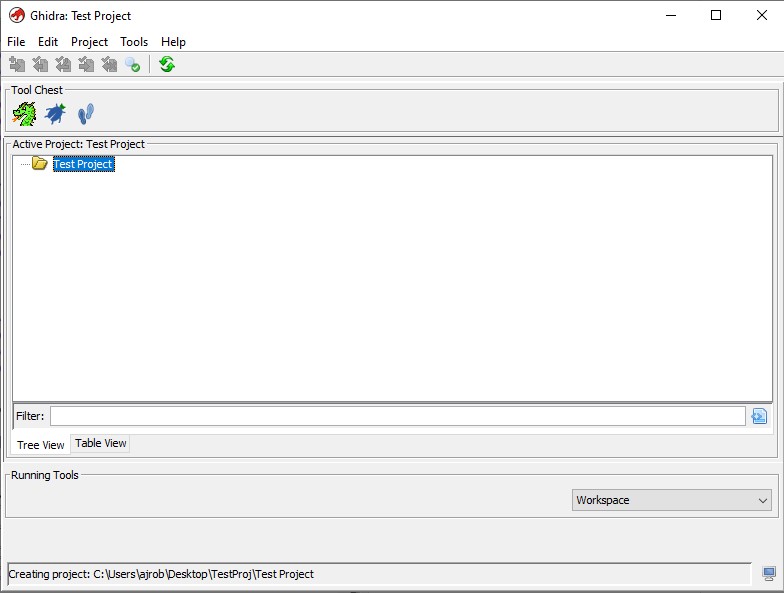 Ghidra: Test Project
File Edit Project Tools Help
Tool Chest
Active Project: Test Project
Test Project
Filter:
Tree View Table View
Running Tools
Workspace
Creating project: C:\Users\ajrob\Desktop\TestProj\Test Project